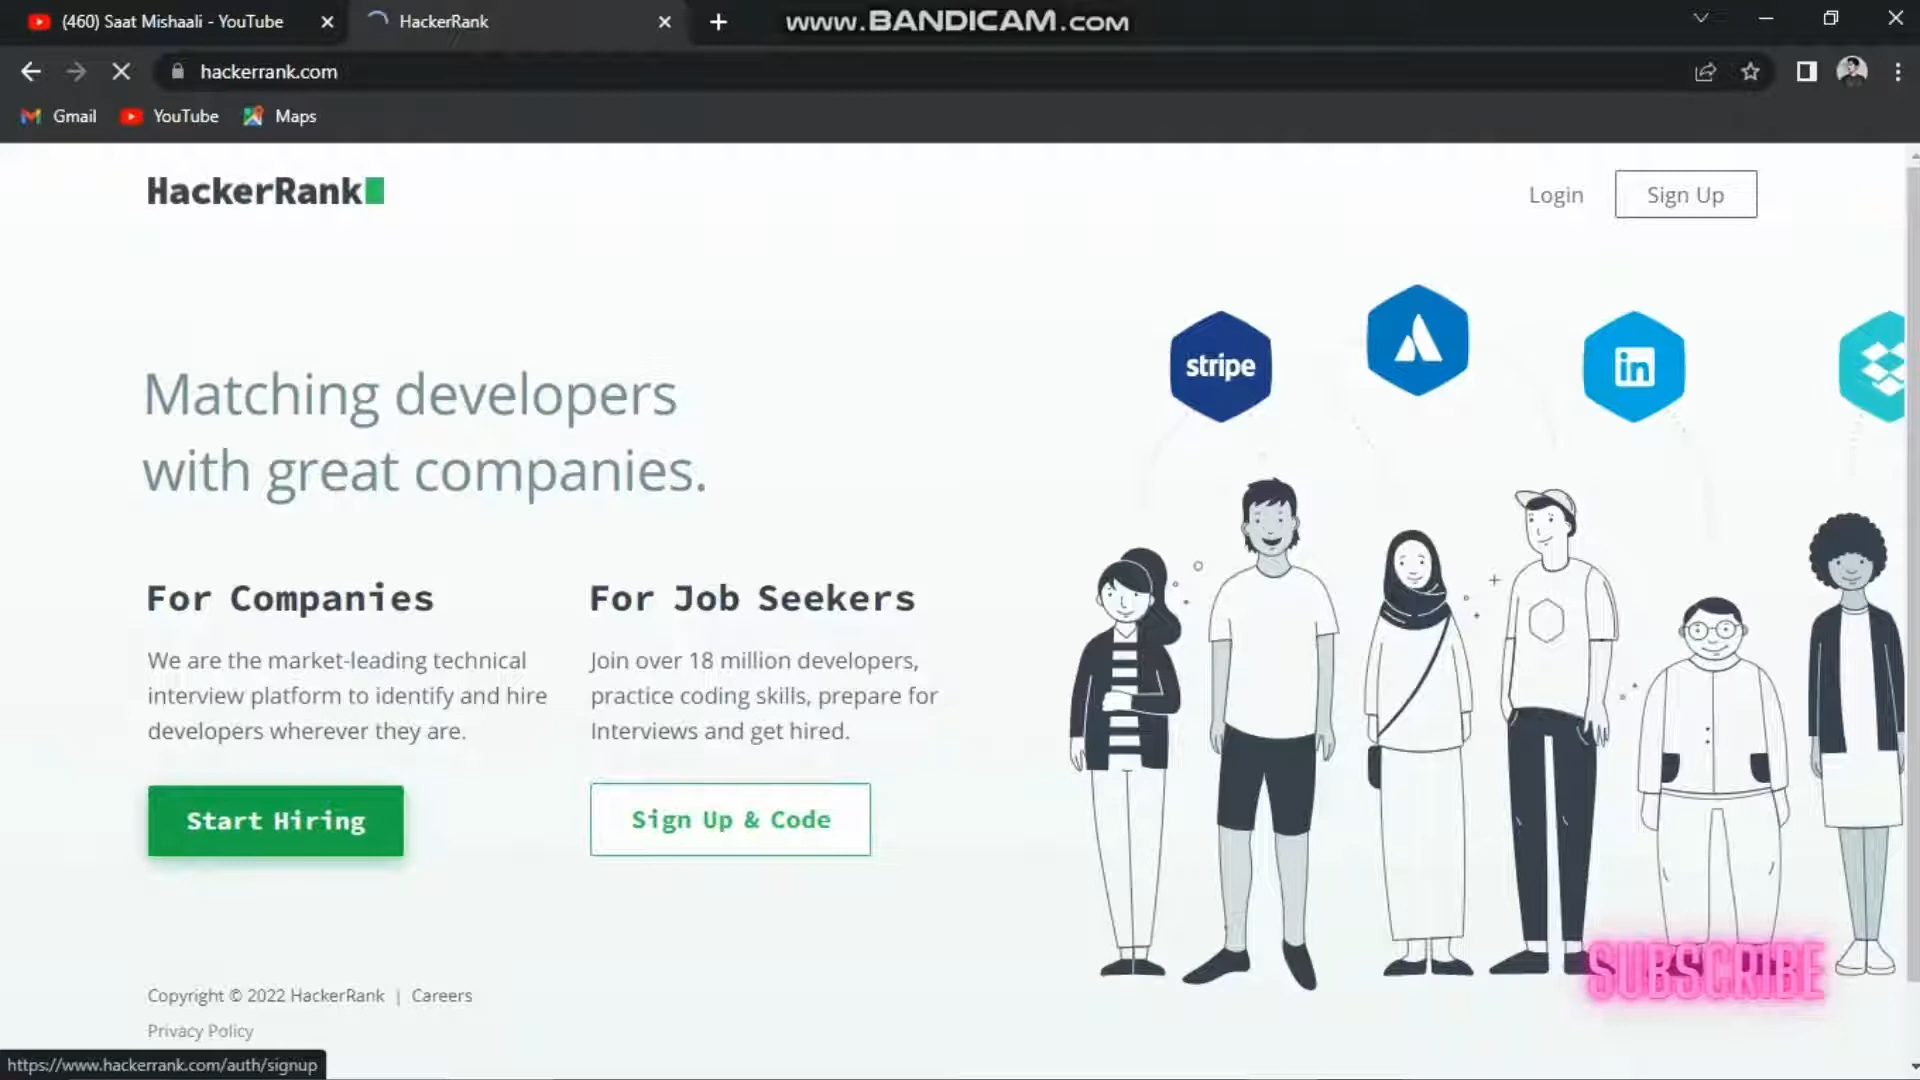 (460) Saat Mishaali - YouTube
HackerRank
www.BANDICAM.com
hackerrank.com
Gmail
YouTube
Maps
HackerRank
Login
Sign Up
stripe
in
Matching developers
with great companies.
For Companies
We are the market-leading technical
interview platform to identify and hire
developers wherever they are.
Start Hiring
For Job Seekers
Join over 18 million developers,
practice coding skills, prepare for
Interviews and get hired.
Sign Up & Code
SUBSCRIBE
Copyright © 2022 HackerRank | Careers
Privacy Policy
https://www.hackerrank.com/auth/signup